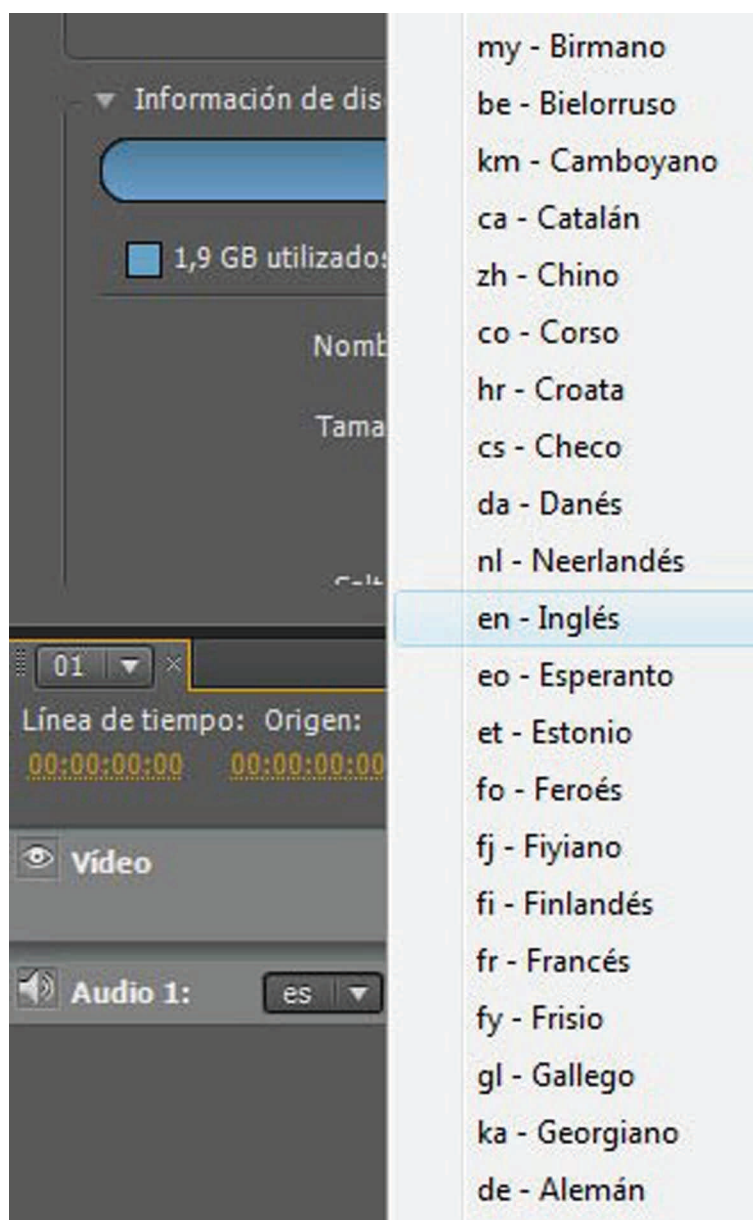 Información de dis
1,9 GB utilizados
Nomb
Tama
01
Línea de tiempo: Origen:
00:00:00:00 00:00:00:00
Vídeo
Audio 1: es
my - Birmano
be - Bielorruso
km - Camboyano
ca - Catalán
zh - Chino
co - Corso
hr - Croata
cs - Checo
da - Danés
nl - Neerlandés
en - Inglés
eo - Esperanto
et - Estonio
fo - Feroés
fj - Fiyiano
fi - Finlandés
fr - Francés
fy - Frisio
gl - Gallego
ka - Georgiano
de - Alemán